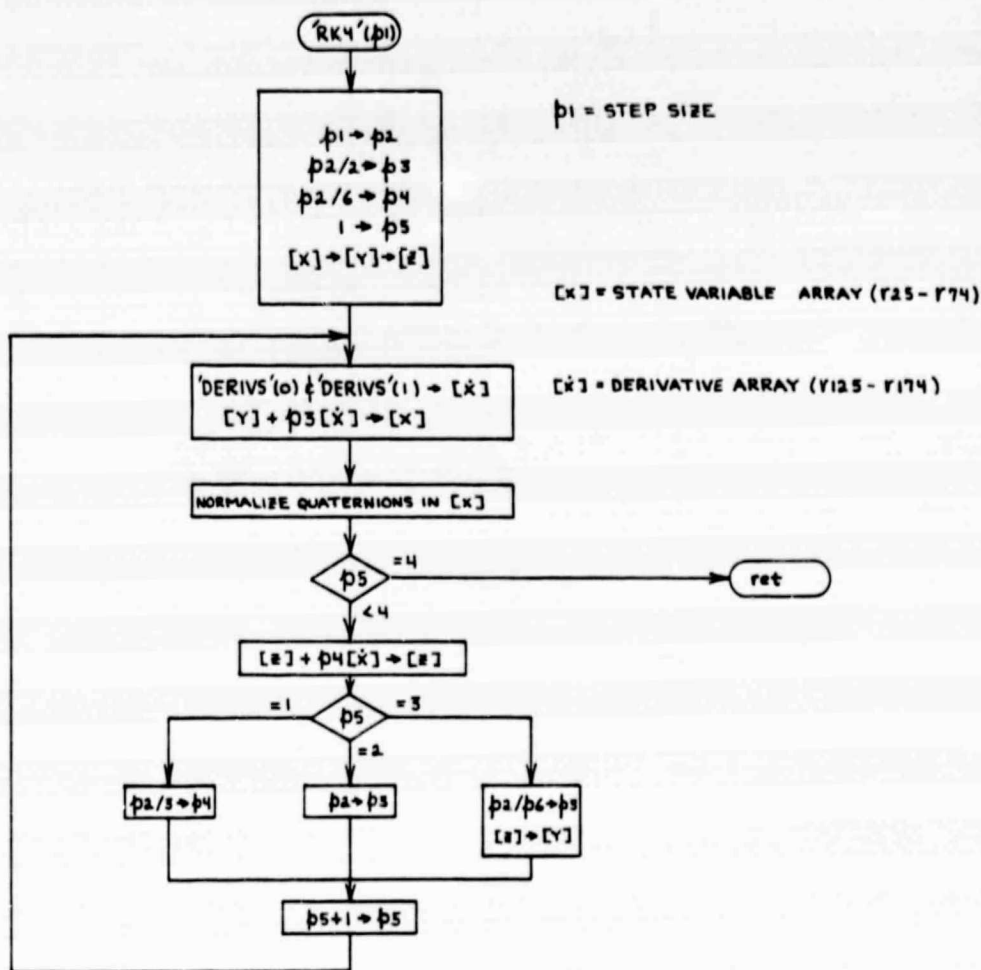 'RK4'(p1)
p1 = STEP SIZE
p1 → p2
p2/2 → p3
p2/6 → p4
1 → p5
[X] → [Y] → [Z]
[X] = STATE VARIABLE ARRAY (r25 - r74)
'DERIVS'(0) & 'DERIVS'(1) → [Ẋ]
[Y] + p3[Ẋ] → [X]
[Ẋ] = DERIVATIVE ARRAY (r125 - r174)
NORMALIZE QUATERNIONS IN [X]
=4
p5
ret
<4
[Z] + p4[Ẋ] → [Z]
=1
p5
=3
=2
p2/3 → p4
p2 → p3
p2/p6 → p3
[Z] → [Y]
p5+1 → p5